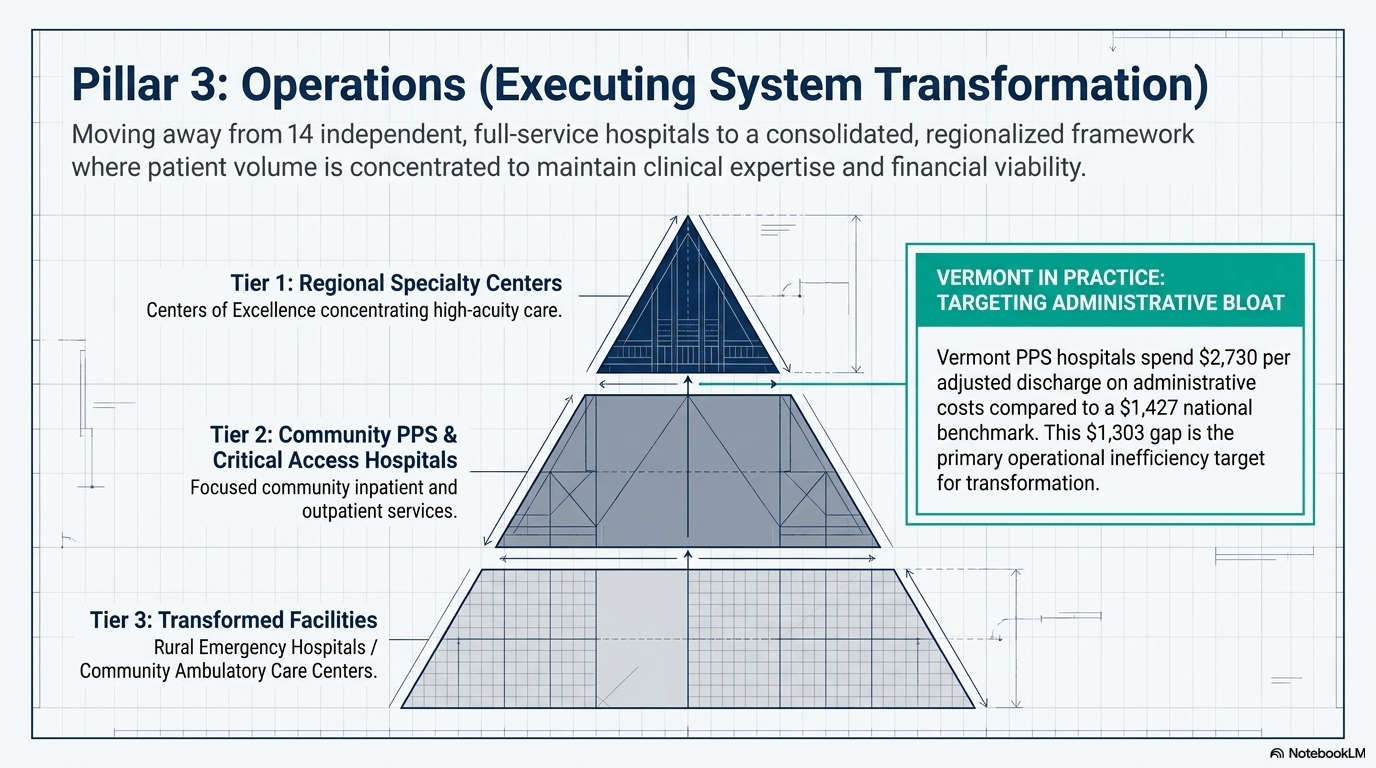 Pillar 3: Operations (Executing System Transformation)
Moving away from 14 independent, full-service hospitals to a consolidated, regionalized framework
where patient volume is concentrated to maintain clinical expertise and financial viability.
Tier 1: Regional Specialty Centers
Centers of Excellence concentrating high-acuity care.
VERMONT IN PRACTICE:
TARGETING ADMINISTRATIVE BLOAT
Vermont PPS hospitals spend $2,730 per
adjusted discharge on administrative
costs compared to a $1,427 national
benchmark. This $1,303 gap is the
primary operational inefficiency target
for transformation.
Tier 2: Community PPS &
Critical Access Hospitals
Focused community inpatient and
outpatient services.
Tier 3: Transformed Facilities
Rural Emergency Hospitals /
Community Ambulatory Care Centers.
NotebookLM